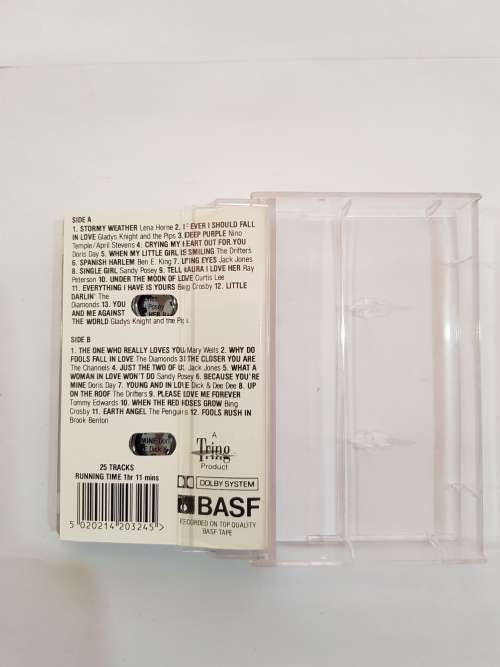 SIDE A
1. STORMY WEATHER Lena Horne 2. IF EVER I SHOULD FALL
IN LOVE Gladys Knight and the Pips 3. DEEP PURPLE Nino
Temple/April Stevens 4. CRYING MY HEART OUT FOR YOU
Doris Day 5. WHEN MY LITTLE GIRL IS SMILING The Drifters
6. SPANISH HARLEM Ben E. King 7. LYING EYES Jack Jones
8. SINGLE GIRL Sandy Posey 9. TELL LAURA I LOVE HER Ray
Peterson 10. UNDER THE MOON OF LOVE Curtis Lee
11. EVERYTHING I HAVE IS YOURS Bing Crosby 12. LITTLE
DARLIN' The
Diamonds 13. YOU
AND ME AGAINST
THE WORLD Gladys Knight and the Pips
Posey
HER Ra
SIDE B
1. THE ONE WHO REALLY LOVES YOU Mary Wells 2. WHY DO
FOOLS FALL IN LOVE The Diamonds 3. THE CLOSER YOU ARE
The Channels 4. JUST THE TWO OF US Jack Jones 5. WHAT A
WOMAN IN LOVE WON'T DO Sandy Posey 6. BECAUSE YOU'RE
MINE Doris Day 7. YOUNG AND IN LOVE Dick & Dee Dee 8. UP
ON THE ROOF The Drifters 9. PLEASE LOVE ME FOREVER
Tommy Edwards 10. WHEN THE RED ROSES GROW Bing
Crosby 11. EARTH ANGEL The Penguins 12. FOOLS RUSH IN
Brook Benton
MINE Dor
E Dick
25 TRACKS
RUNNING TIME 1hr 11 mins
5 020214 203245 >
A
Tring
Product
DOLBY SYSTEM
BASF
RECORDED ON TOP QUALITY
BASF TAPE